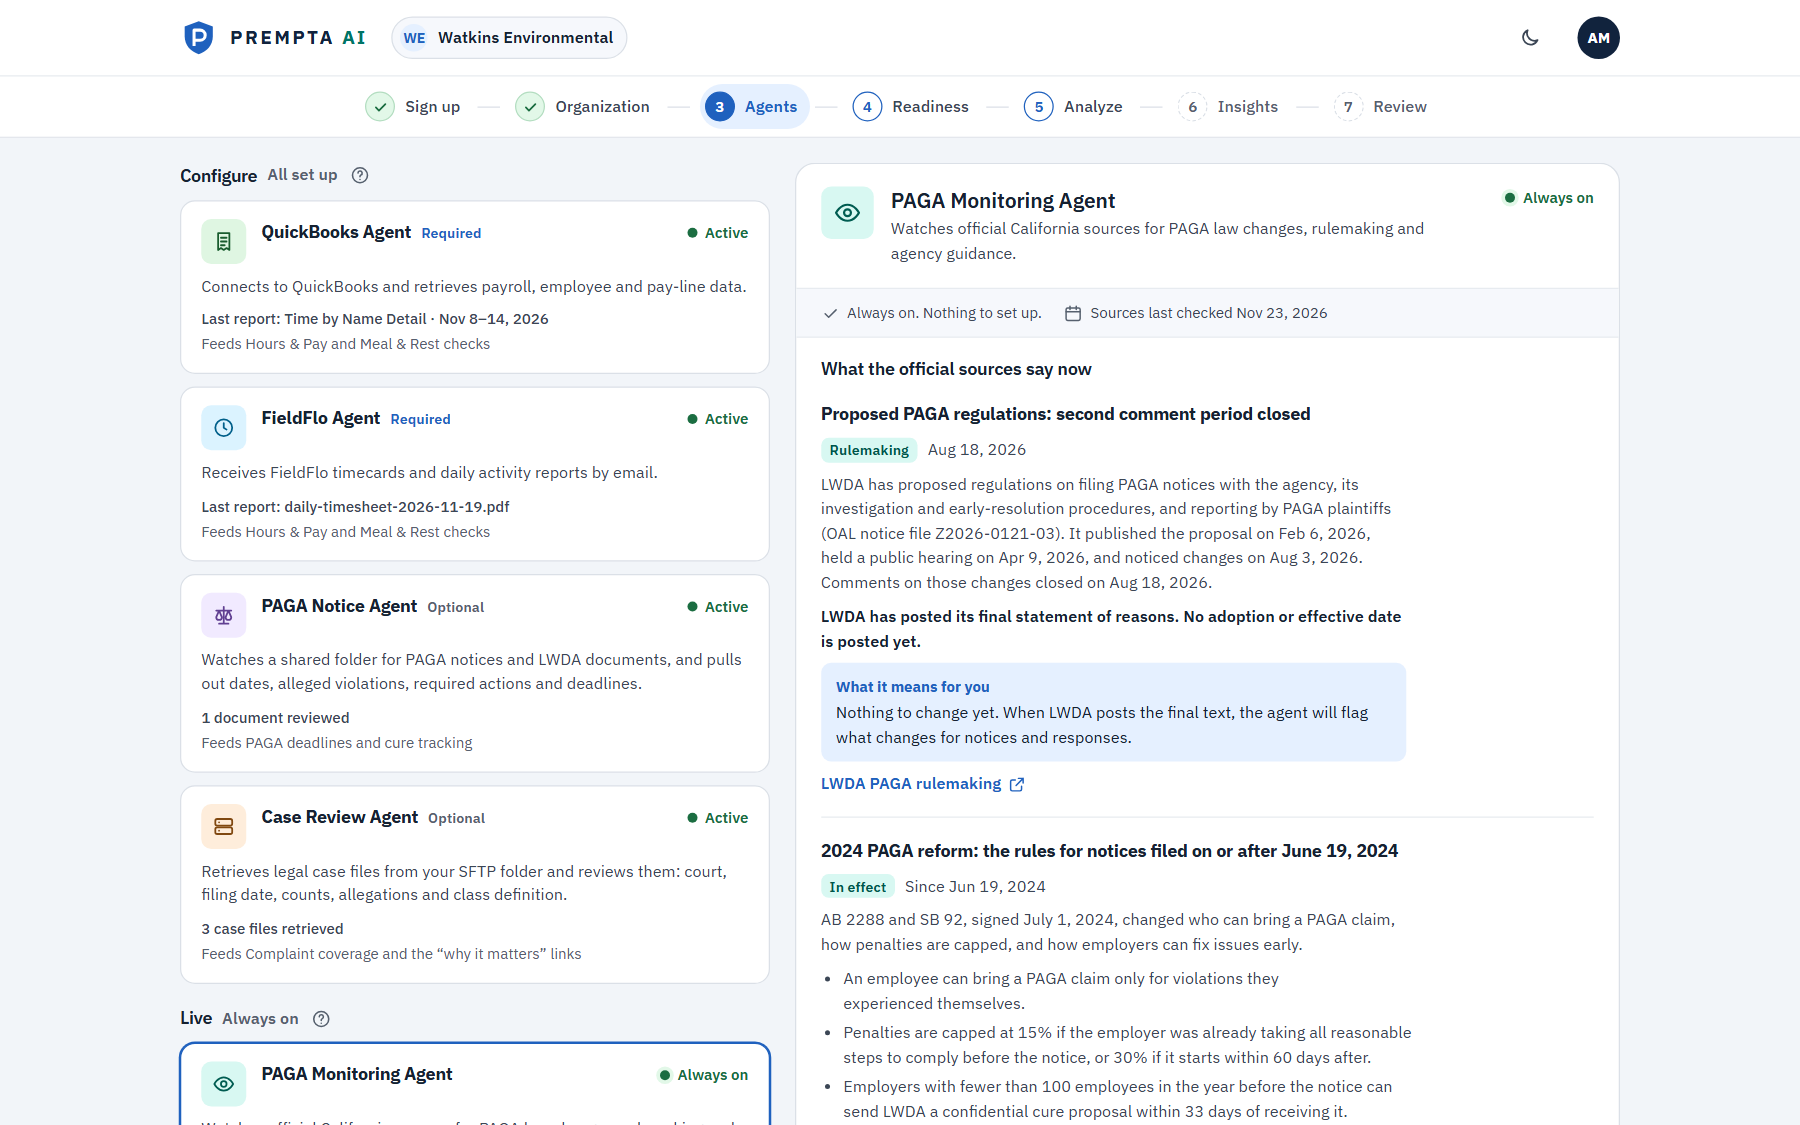 PREMPTA AI
WE Watkins Environmental
AM
Sign up
Organization
3 Agents
4 Readiness
5 Analyze
6 Insights
7 Review
Configure All set up
QuickBooks Agent Required
Active
Connects to QuickBooks and retrieves payroll, employee and pay-line data.
Last report: Time by Name Detail · Nov 8–14, 2026
Feeds Hours & Pay and Meal & Rest checks
FieldFlo Agent Required
Active
Receives FieldFlo timecards and daily activity reports by email.
Last report: daily-timesheet-2026-11-19.pdf
Feeds Hours & Pay and Meal & Rest checks
PAGA Notice Agent Optional
Active
Watches a shared folder for PAGA notices and LWDA documents, and pulls
out dates, alleged violations, required actions and deadlines.
1 document reviewed
Feeds PAGA deadlines and cure tracking
Case Review Agent Optional
Active
Retrieves legal case files from your SFTP folder and reviews them: court,
filing date, counts, allegations and class definition.
3 case files retrieved
Feeds Complaint coverage and the “why it matters” links
Live Always on
PAGA Monitoring Agent
Always on
PAGA Monitoring Agent
Always on
Watches official California sources for PAGA law changes, rulemaking and
agency guidance.
Always on. Nothing to set up.
Sources last checked Nov 23, 2026
What the official sources say now
Proposed PAGA regulations: second comment period closed
Rulemaking Aug 18, 2026
LWDA has proposed regulations on filing PAGA notices with the agency, its
investigation and early-resolution procedures, and reporting by PAGA plaintiffs
(OAL notice file Z2026-0121-03). It published the proposal on Feb 6, 2026,
held a public hearing on Apr 9, 2026, and noticed changes on Aug 3, 2026.
Comments on those changes closed on Aug 18, 2026.
LWDA has posted its final statement of reasons. No adoption or effective date
is posted yet.
What it means for you
Nothing to change yet. When LWDA posts the final text, the agent will flag
what changes for notices and responses.
LWDA PAGA rulemaking
2024 PAGA reform: the rules for notices filed on or after June 19, 2024
In effect Since Jun 19, 2024
AB 2288 and SB 92, signed July 1, 2024, changed who can bring a PAGA claim,
how penalties are capped, and how employers can fix issues early.
• An employee can bring a PAGA claim only for violations they
experienced themselves.
• Penalties are capped at 15% if the employer was already taking all reasonable
steps to comply before the notice, or 30% if it starts within 60 days after.
• Employers with fewer than 100 employees in the year before the notice can
send LWDA a confidential cure proposal within 33 days of receiving it.